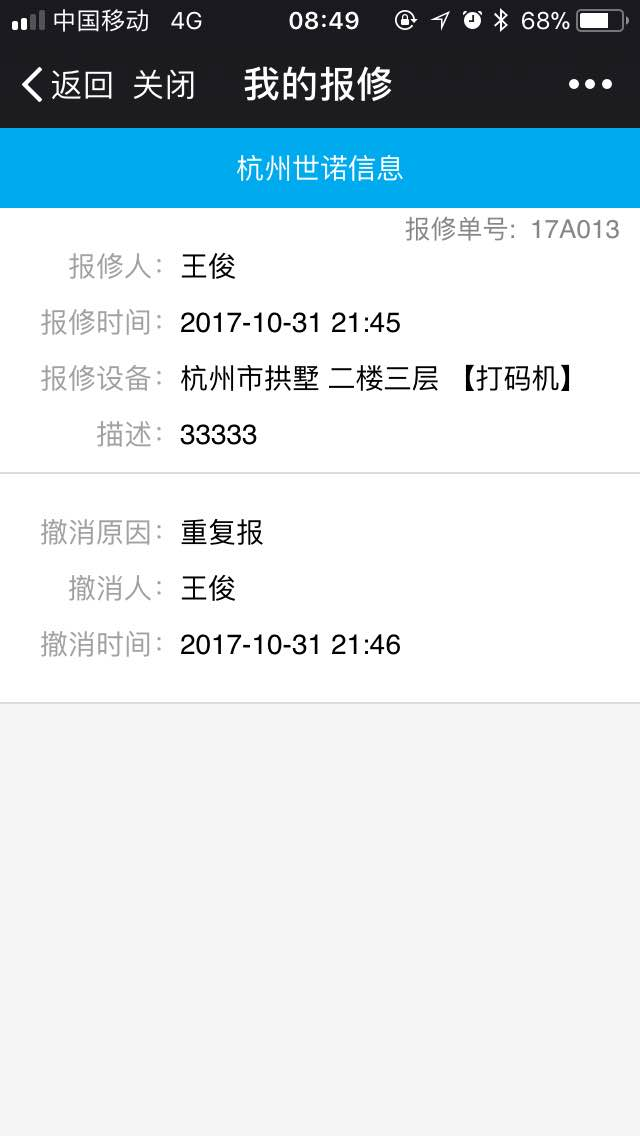 中国移动 4G 08:49 68%
返回 关闭 我的报修
杭州世诺信息
报修单号: 17A013
报修人: 王俊
报修时间: 2017-10-31 21:45
报修设备: 杭州市拱墅 二楼三层 【打码机】
描述: 33333
撤消原因: 重复报
撤消人: 王俊
撤消时间: 2017-10-31 21:46